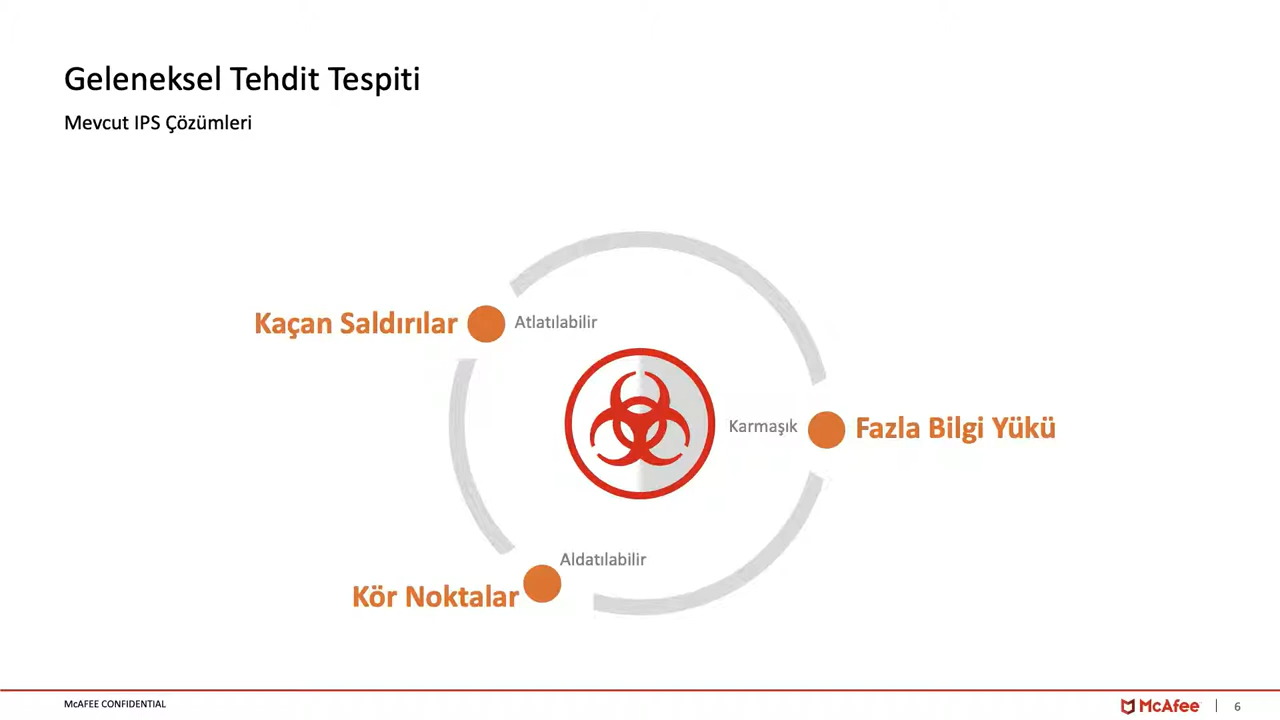 Geleneksel Tehdit Tespiti
Mevcut IPS Çözümleri
Kaçan Saldırılar
Atlatılabilir
Karmaşık
Fazla Bilgi Yükü
Aldatılabilir
Kör Noktalar
McAFEE CONFIDENTIAL
McAfee
6